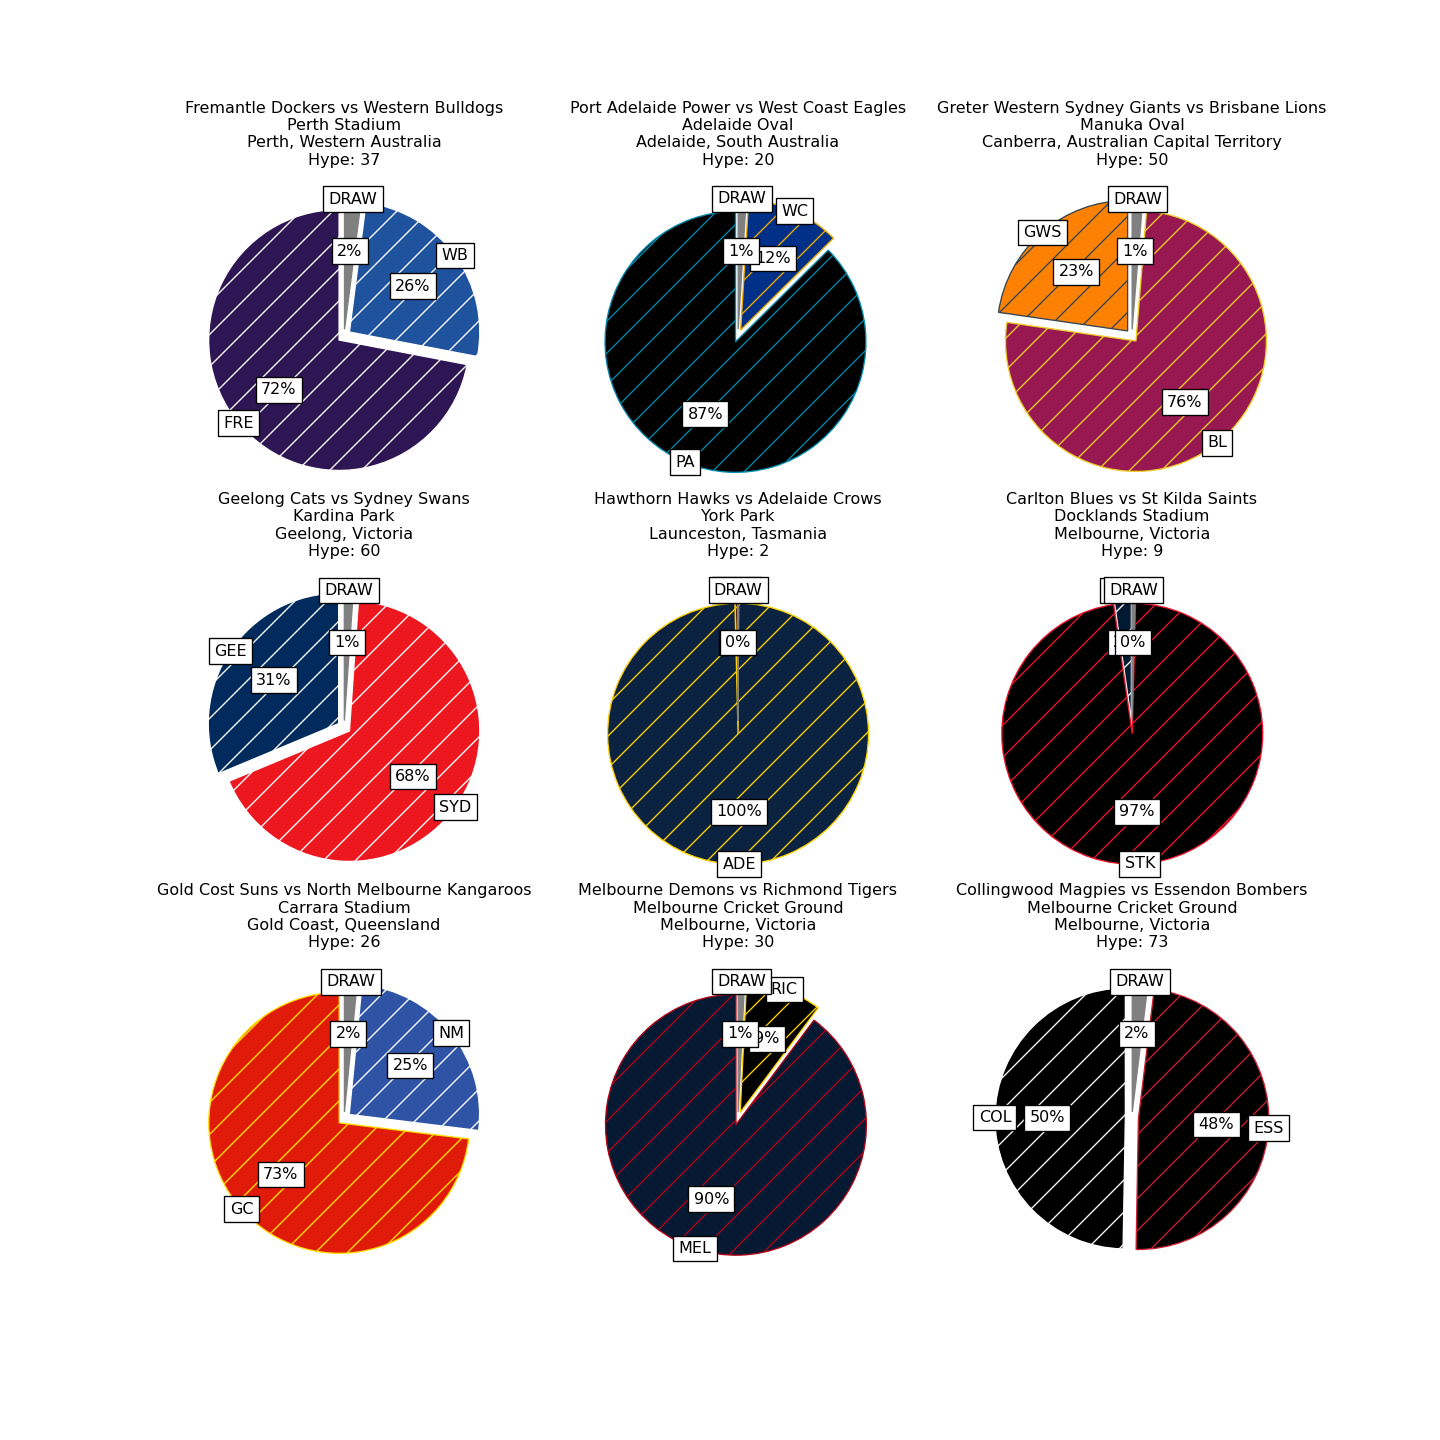 Fremantle Dockers vs Western Bulldogs
Perth Stadium
Perth, Western Australia
Hype: 37
DRAW
2%
WB
26%
72%
FRE
Port Adelaide Power vs West Coast Eagles
Adelaide Oval
Adelaide, South Australia
Hype: 20
DRAW
WC
1%
12%
87%
PA
Greter Western Sydney Giants vs Brisbane Lions
Manuka Oval
Canberra, Australian Capital Territory
Hype: 50
DRAW
GWS
1%
23%
76%
BL
Geelong Cats vs Sydney Swans
Kardina Park
Geelong, Victoria
Hype: 60
DRAW
1%
GEE
31%
68%
SYD
Hawthorn Hawks vs Adelaide Crows
York Park
Launceston, Tasmania
Hype: 2
DRAW
0%
100%
ADE
Carlton Blues vs St Kilda Saints
Docklands Stadium
Melbourne, Victoria
Hype: 9
DRAW
0%
97%
STK
Gold Cost Suns vs North Melbourne Kangaroos
Carrara Stadium
Gold Coast, Queensland
Hype: 26
DRAW
2%
NM
25%
73%
GC
Melbourne Demons vs Richmond Tigers
Melbourne Cricket Ground
Melbourne, Victoria
Hype: 30
DRAW
RIC
1%
9%
90%
MEL
Collingwood Magpies vs Essendon Bombers
Melbourne Cricket Ground
Melbourne, Victoria
Hype: 73
DRAW
2%
COL
50%
48%
ESS